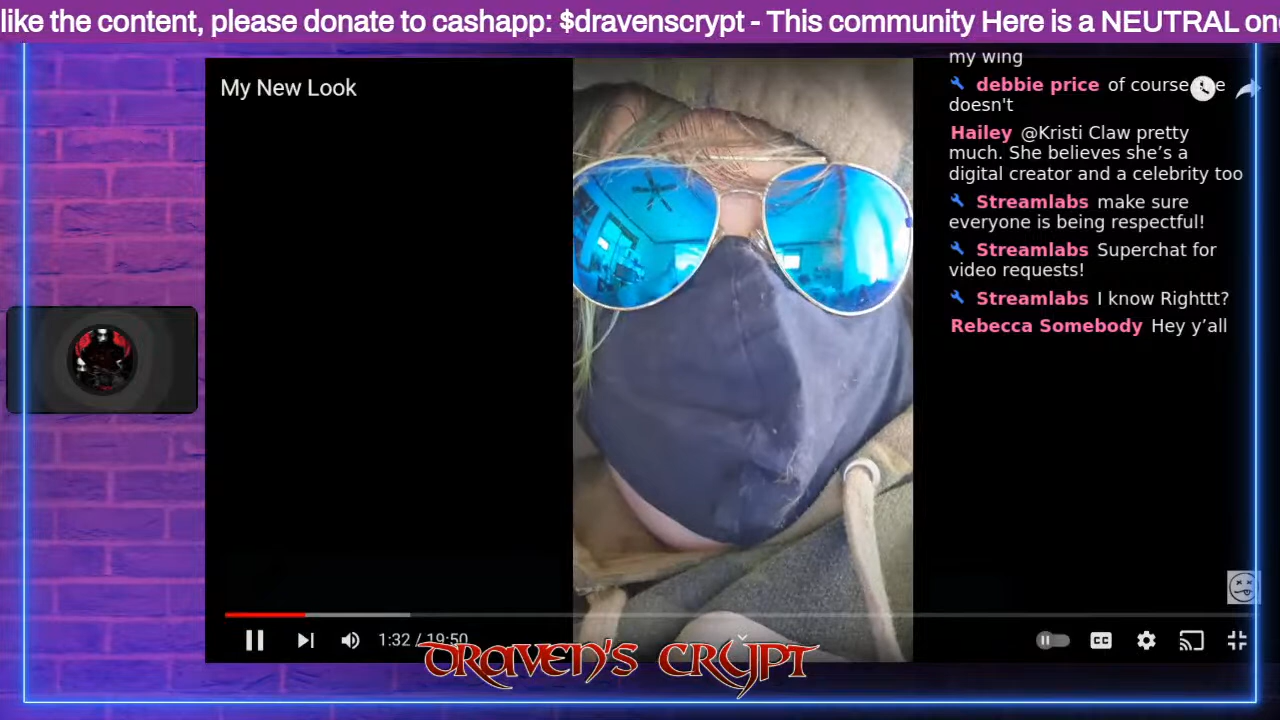 like the content, please donate to cashapp: $dravenscrypt - This community Here is a NEUTRAL on
My New Look
my wing
debbie price of course she
doesn't
Hailey @Kristi Claw pretty
much. She believes she’s a
digital creator and a celebrity too
Streamlabs make sure
everyone is being respectful!
Streamlabs Superchat for
video requests!
Streamlabs I know Righttt?
Rebecca Somebody Hey y’all
1:32 / 19:50
CC
DRAVEN'S CRYPT